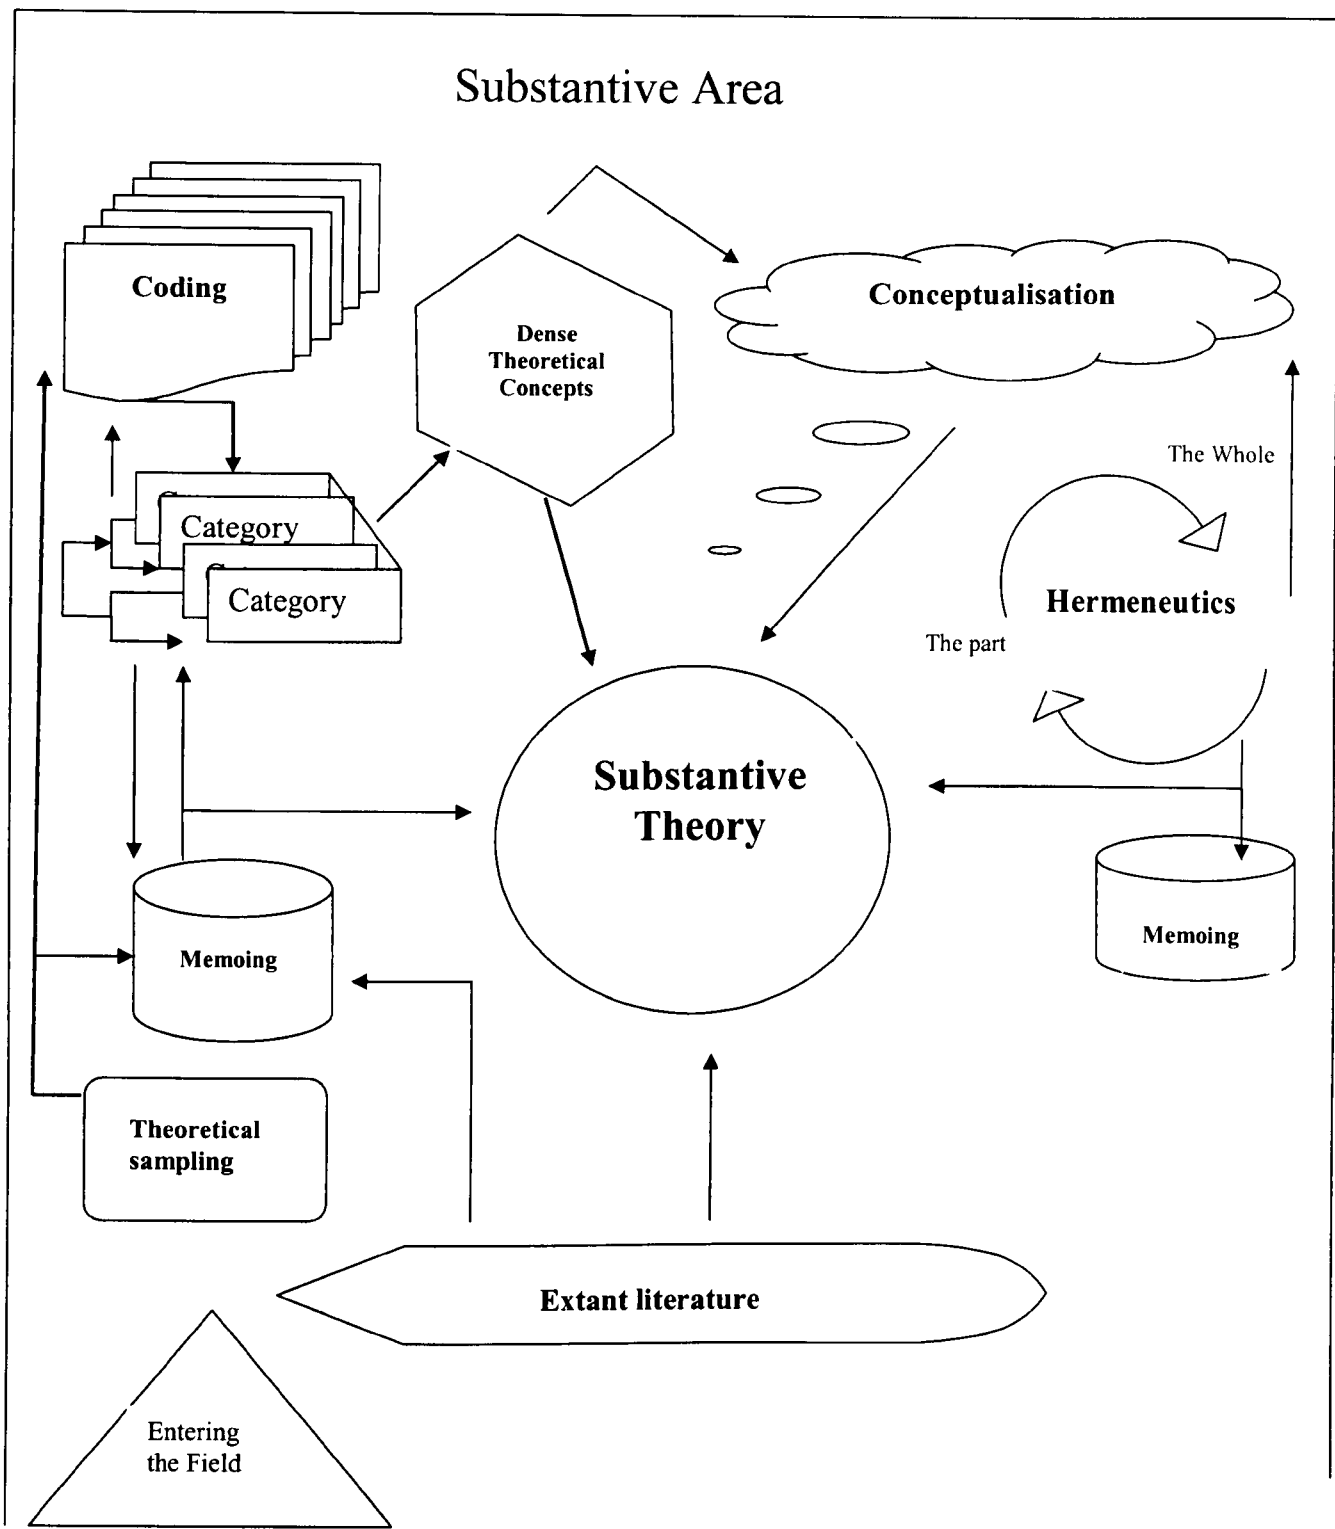 Substantive Area
Coding
Conceptualisation
Dense
Theoretical
Concepts
The Whole
Category
Category
Hermeneutics
The part
Substantive
Theory
Memoing
Memoing
Theoretical
sampling
Extant literature
Entering
the Field